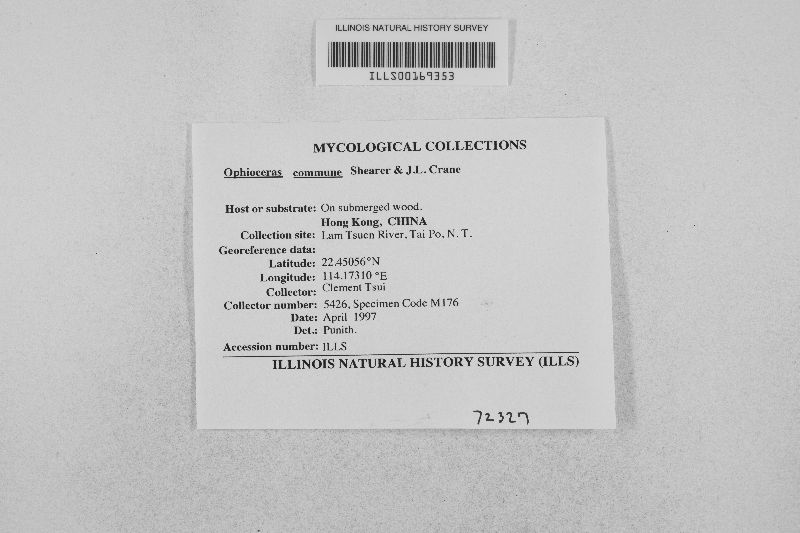 ILLINOIS NATURAL HISTORY SURVEY
ILLS00169353
MYCOLOGICAL COLLECTIONS
Ophioceras commune Shearer & J.L. Crane
Host or substrate: On submerged wood.
Hong Kong, CHINA
Collection site: Lam Tsuen River, Tai Po, N. T.
Georeference data:
Latitude: 22.45056°N
Longitude: 114.17310 °E
Collector: Clement Tsui
Collector number: 5426, Specimen Code M176
Date: April 1997
Det.: Punith.
Accession number: ILLS
ILLINOIS NATURAL HISTORY SURVEY (ILLS)
72327